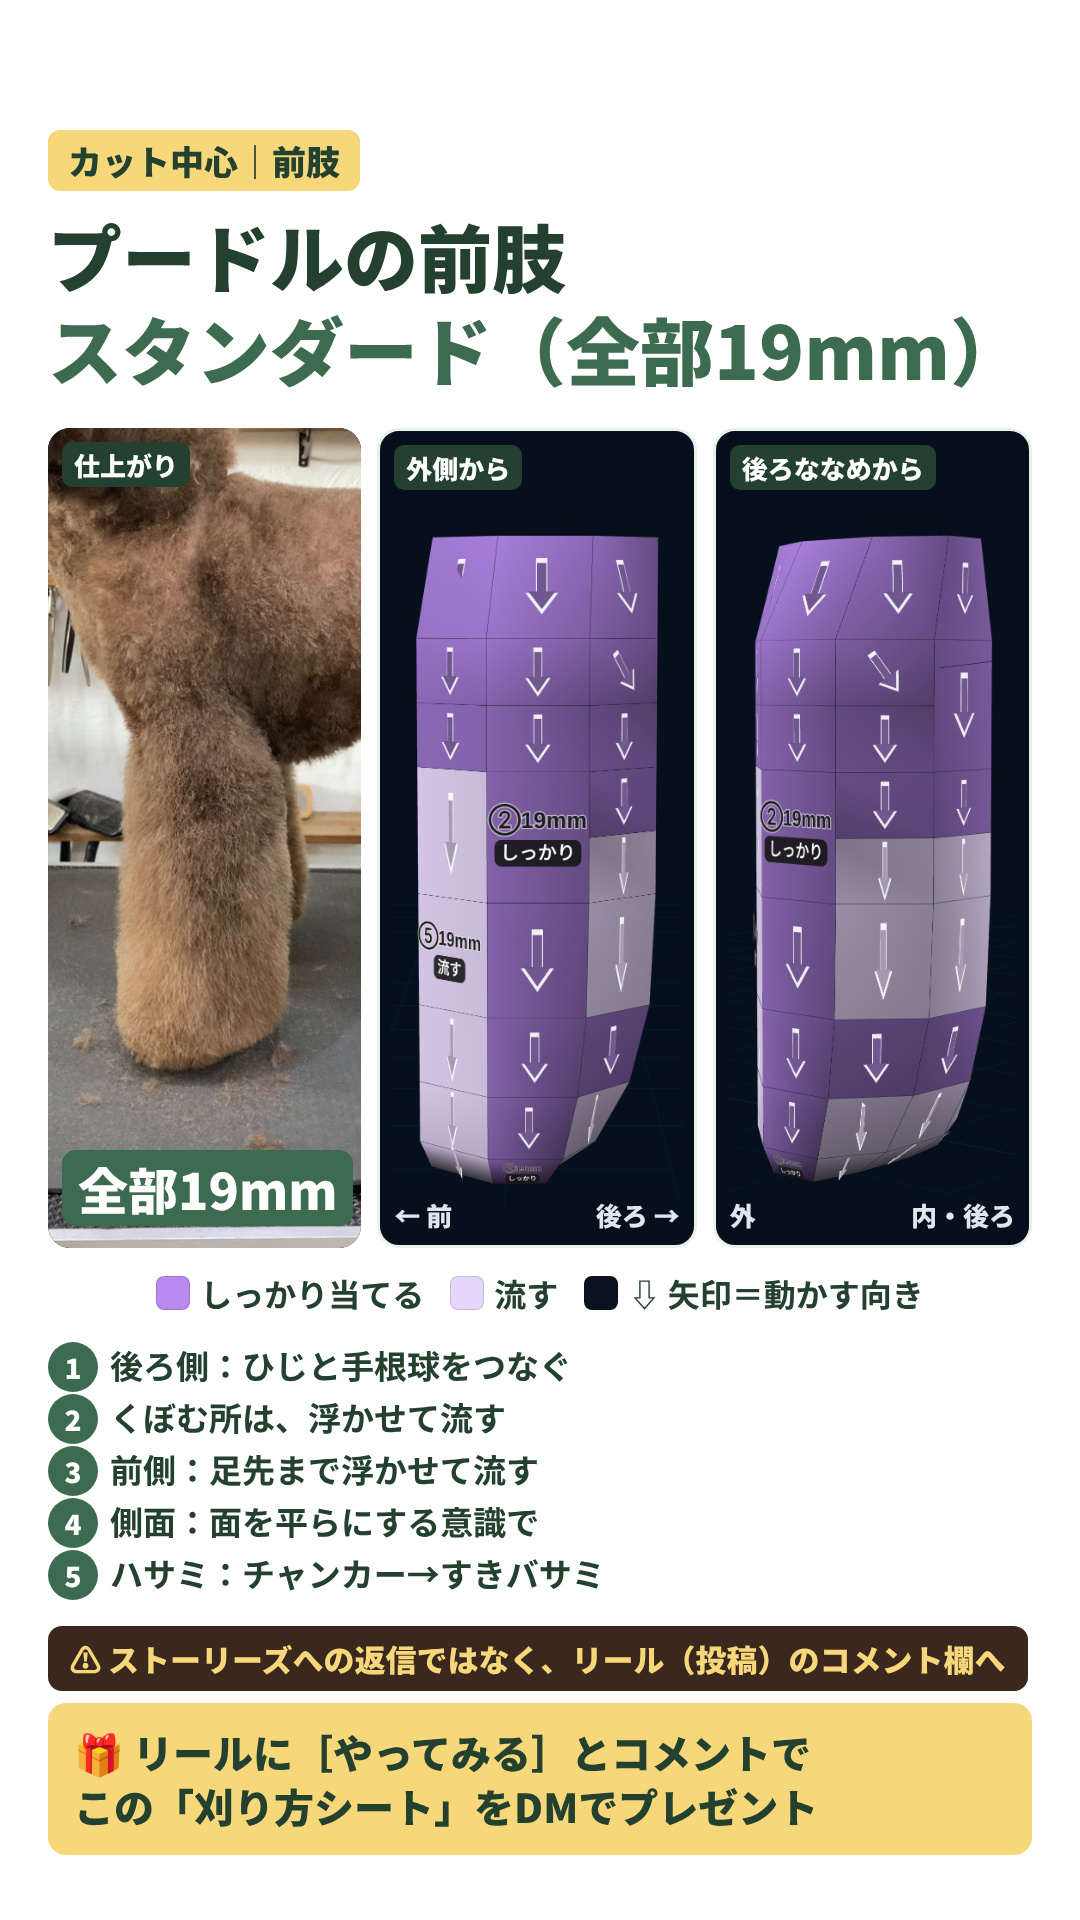 カット中心｜前肢
プードルの前肢
スタンダード（全部19mm）
仕上がり
全部19mm
外側から
②19mm
しっかり
⑤19mm
流す
②19mm
しっかり
← 前
後ろ →
後ろななめから
②19mm
しっかり
しっかり
外
内・後ろ
しっかり当てる
流す
⇩ 矢印＝動かす向き
1 後ろ側：ひじと手根球をつなぐ
2 くぼむ所は、浮かせて流す
3 前側：足先まで浮かせて流す
4 側面：面を平らにする意識で
5 ハサミ：チャンカー→すきバサミ
⚠ ストーリーズへの返信ではなく、リール（投稿）のコメント欄へ
🎁 リールに［やってみる］とコメントで
この「刈り方シート」をDMでプレゼント